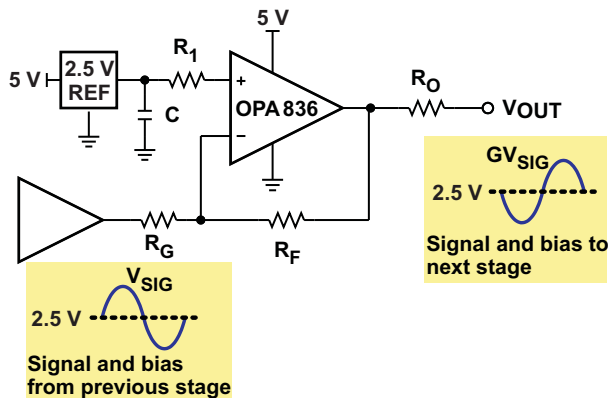 5 V
R1
2.5 V
REF
5 V
+
OPA836
−
C
RO
VOUT
RG
RF
GVSIG
2.5 V
Signal and bias to
next stage
VSIG
2.5 V
Signal and bias
from previous stage